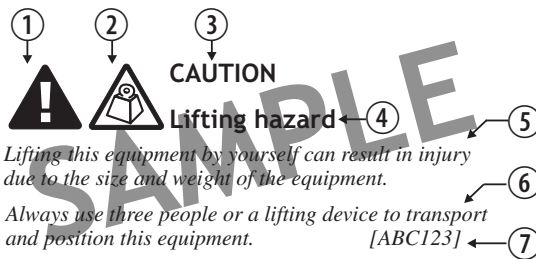 1 2 3
CAUTION
Lifting hazard 4
5
Lifting this equipment by yourself can result in injury
due to the size and weight of the equipment.
6
Always use three people or a lifting device to transport
and position this equipment. [ABC123] 7
SAMPLE